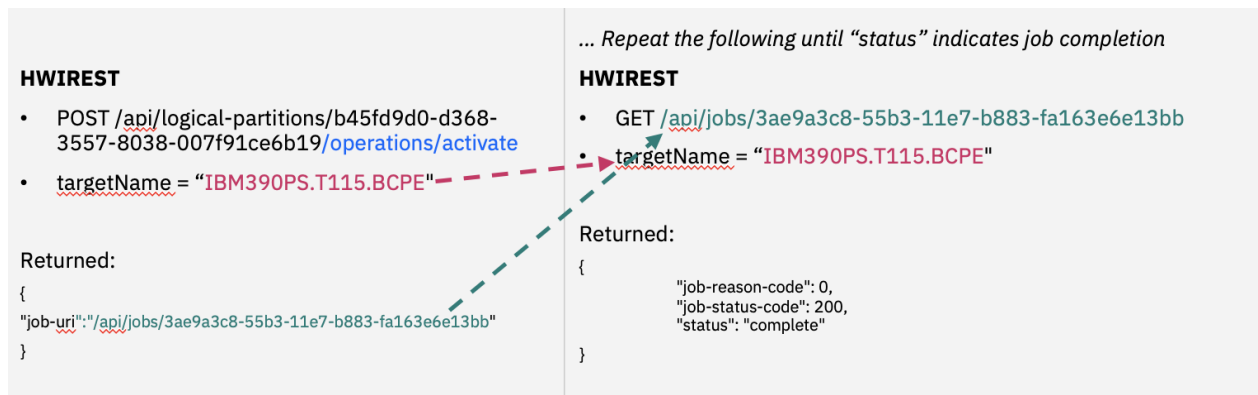 HWIREST
• POST /api/logical-partitions/b45fd9d0-d368-
3557-8038-007f91ce6b19/operations/activate
• targetName = “IBM390PS.T115.BCPE"
Returned:
{
"job-uri":"/api/jobs/3ae9a3c8-55b3-11e7-b883-fa163e6e13bb"
}
... Repeat the following until “status” indicates job completion
HWIREST
• GET /api/jobs/3ae9a3c8-55b3-11e7-b883-fa163e6e13bb
• targetName = “IBM390PS.T115.BCPE"
Returned:
{
"job-reason-code": 0,
"job-status-code": 200,
"status": "complete"
}